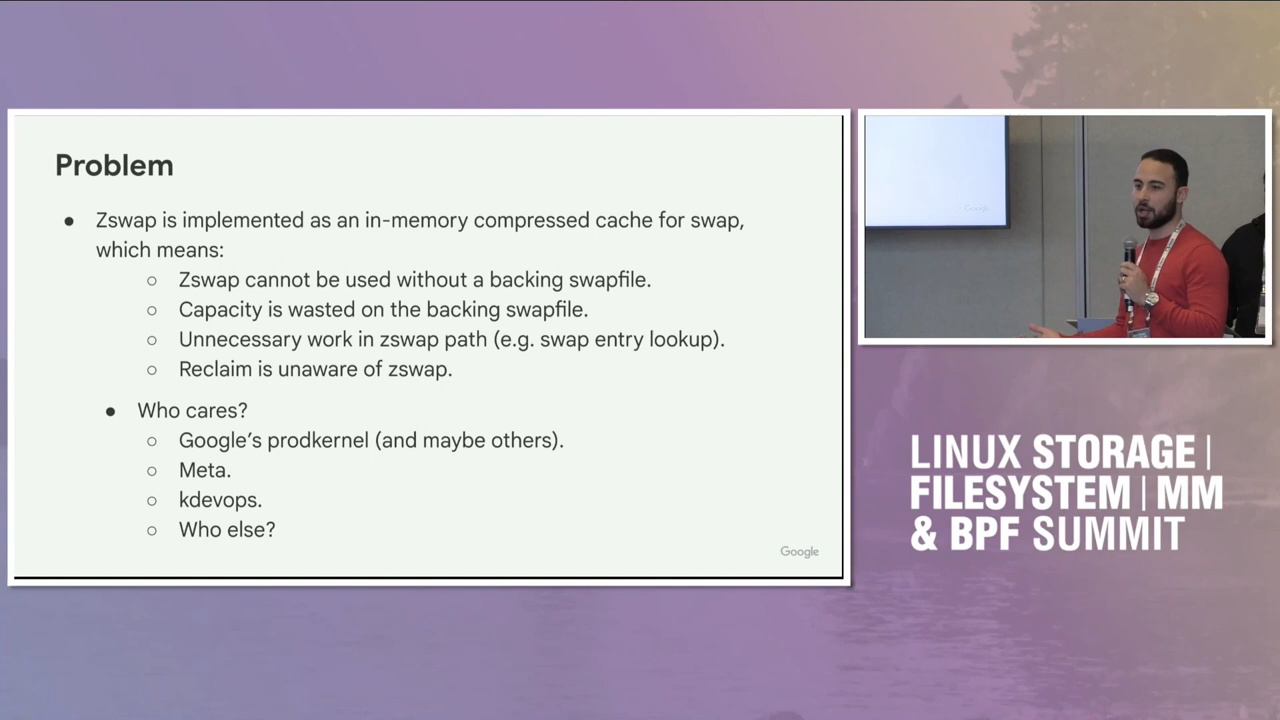 Problem
● Zswap is implemented as an in-memory compressed cache for swap,
which means:
○ Zswap cannot be used without a backing swapfile.
○ Capacity is wasted on the backing swapfile.
○ Unnecessary work in zswap path (e.g. swap entry lookup).
○ Reclaim is unaware of zswap.
● Who cares?
○ Google’s prodkernel (and maybe others).
○ Meta.
○ kdevops.
○ Who else?
Google
Google
LINUX STORAGE |
FILESYSTEM | MM
& BPF SUMMIT